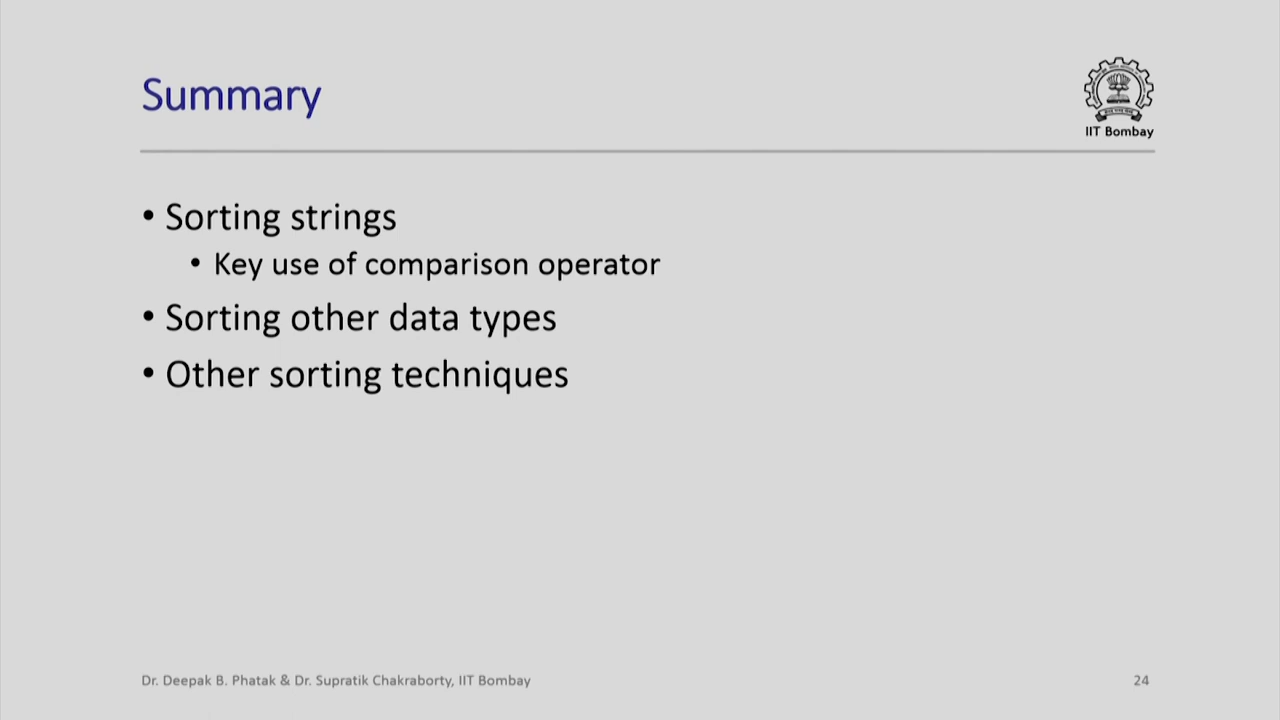 Summary
IIT Bombay
• Sorting strings
• Key use of comparison operator
• Sorting other data types
• Other sorting techniques
Dr. Deepak B. Phatak & Dr. Supratik Chakraborty, IIT Bombay
24